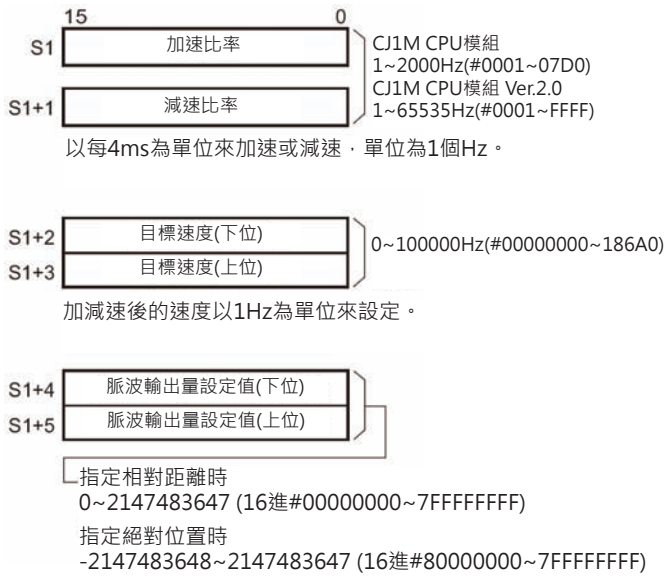 15 0
S1 加速比率
CJ1M CPU模組
1~2000Hz(#0001~07D0)
CJ1M CPU模組 Ver.2.0
S1+1 減速比率
1~65535Hz(#0001~FFFF)
以每4ms為單位來加速或減速，單位為1個Hz。
S1+2 目標速度(下位)
0~100000Hz(#00000000~186A0)
S1+3 目標速度(上位)
加減速後的速度以1Hz為單位來設定。
S1+4 脈波輸出量設定值(下位)
S1+5 脈波輸出量設定值(上位)
指定相對距離時
0~2147483647 (16進#00000000~7FFFFFFFF)
指定絕對位置時
-2147483648~2147483647 (16進#80000000~7FFFFFFFF)